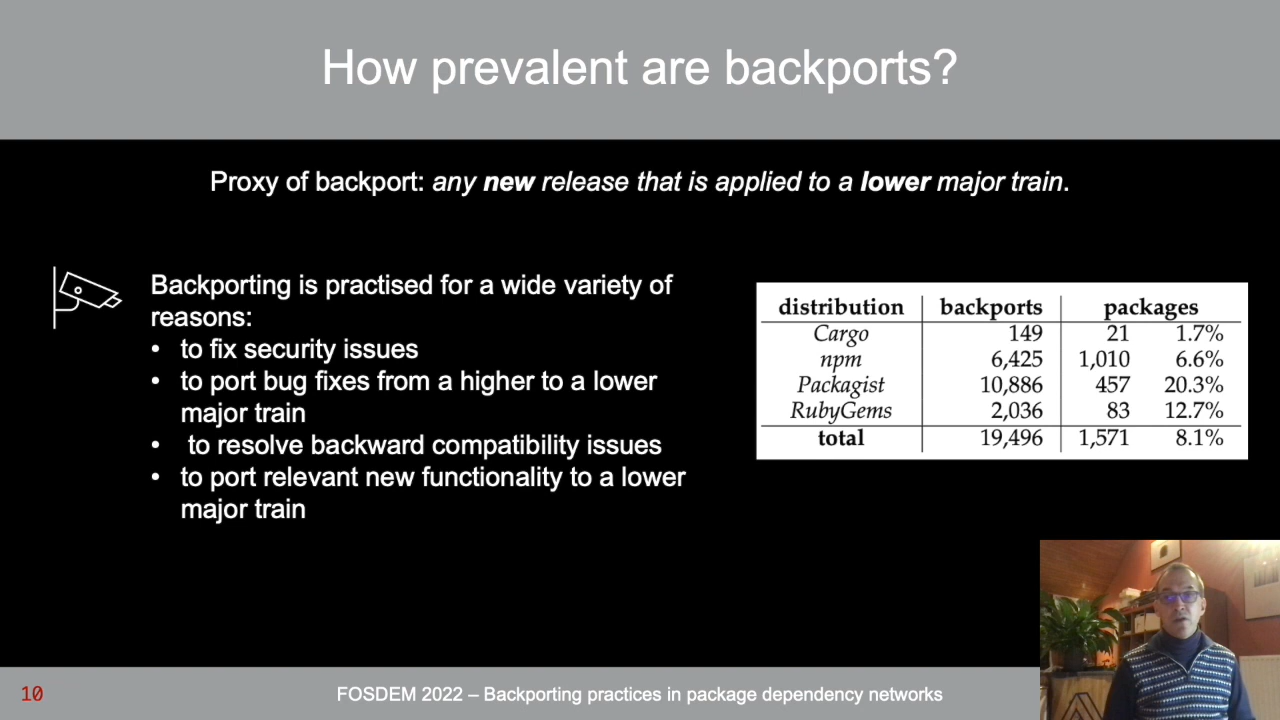 How prevalent are backports?
Proxy of backport: any new release that is applied to a lower major train.
Backporting is practised for a wide variety of
reasons:
• to fix security issues
• to port bug fixes from a higher to a lower
major train
• to resolve backward compatibility issues
• to port relevant new functionality to a lower
major train
distribution backports packages
Cargo 149 21 1.7%
npm 6,425 1,010 6.6%
Packagist 10,886 457 20.3%
RubyGems 2,036 83 12.7%
total 19,496 1,571 8.1%
10 FOSDEM 2022 – Backporting practices in package dependency networks